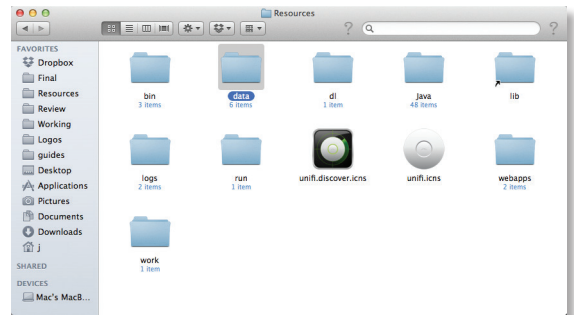 Resources
FAVORITES
Dropbox
Final
Resources
Review
Working
Logos
guides
Desktop
Applications
Pictures
Documents
Downloads
j
SHARED
DEVICES
Mac's MacB...
bin
3 items
data
6 items
dl
1 item
Java
48 items
lib
logs
2 items
run
1 item
unifi.discover.icns
unifi.icns
webapps
2 items
work
1 item